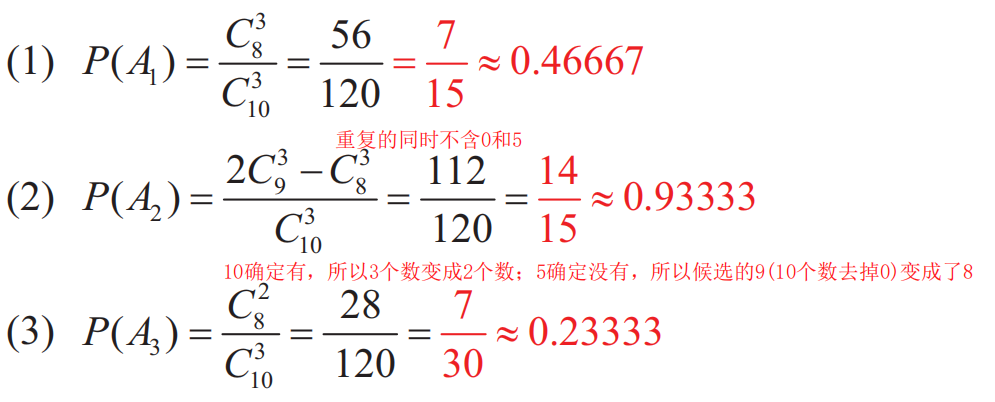 (1) P(A₁) = C₈³ / C₁₀³ = 56/120 = 7/15 ≈ 0.46667
重复的同时不含0和5
(2) P(A₂) = (2C₉³ − C₈³) / C₁₀³ = 112/120 = 14/15 ≈ 0.93333
10确定有，所以3个数变成2个数；5确定没有，所以候选的9(10个数去掉0)变成了8
(3) P(A₃) = C₈² / C₁₀³ = 28/120 = 7/30 ≈ 0.23333